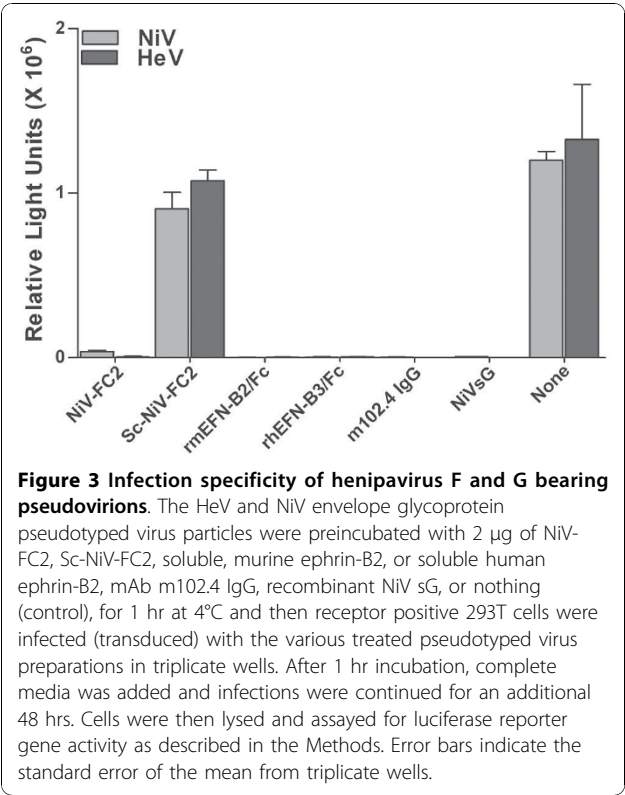 2
NiV
HeV
1
0
Relative Light Units (X 10⁶)
NiV-FC2
Sc-NiV-FC2
rmEFN-B2/Fc
rhEFN-B3/Fc
m102.4 IgG
NiVsG
None
Figure 3 Infection specificity of henipavirus F and G bearing
pseudovirions. The HeV and NiV envelope glycoprotein
pseudotyped virus particles were preincubated with 2 μg of NiV-
FC2, Sc-NiV-FC2, soluble, murine ephrin-B2, or soluble human
ephrin-B2, mAb m102.4 IgG, recombinant NiV sG, or nothing
(control), for 1 hr at 4°C and then receptor positive 293T cells were
infected (transduced) with the various treated pseudotyped virus
preparations in triplicate wells. After 1 hr incubation, complete
media was added and infections were continued for an additional
48 hrs. Cells were then lysed and assayed for luciferase reporter
gene activity as described in the Methods. Error bars indicate the
standard error of the mean from triplicate wells.